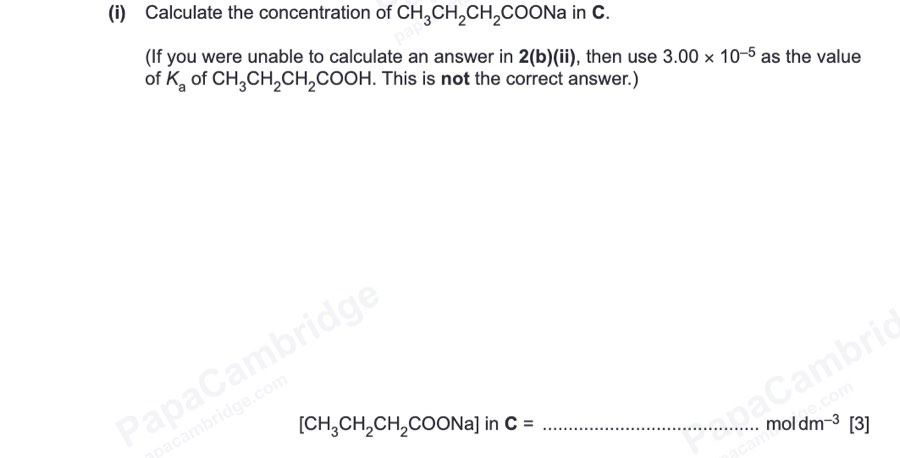 (i) Calculate the concentration of CH₃CH₂CH₂COONa in C.
(If you were unable to calculate an answer in 2(b)(ii), then use 3.00 × 10⁻⁵ as the value
of Kₐ of CH₃CH₂CH₂COOH. This is not the correct answer.)
PapaCambridge
pacambridge.com
PapaCambrid
[CH₃CH₂CH₂COONa] in C = .......................................... mol dm⁻³ [3]